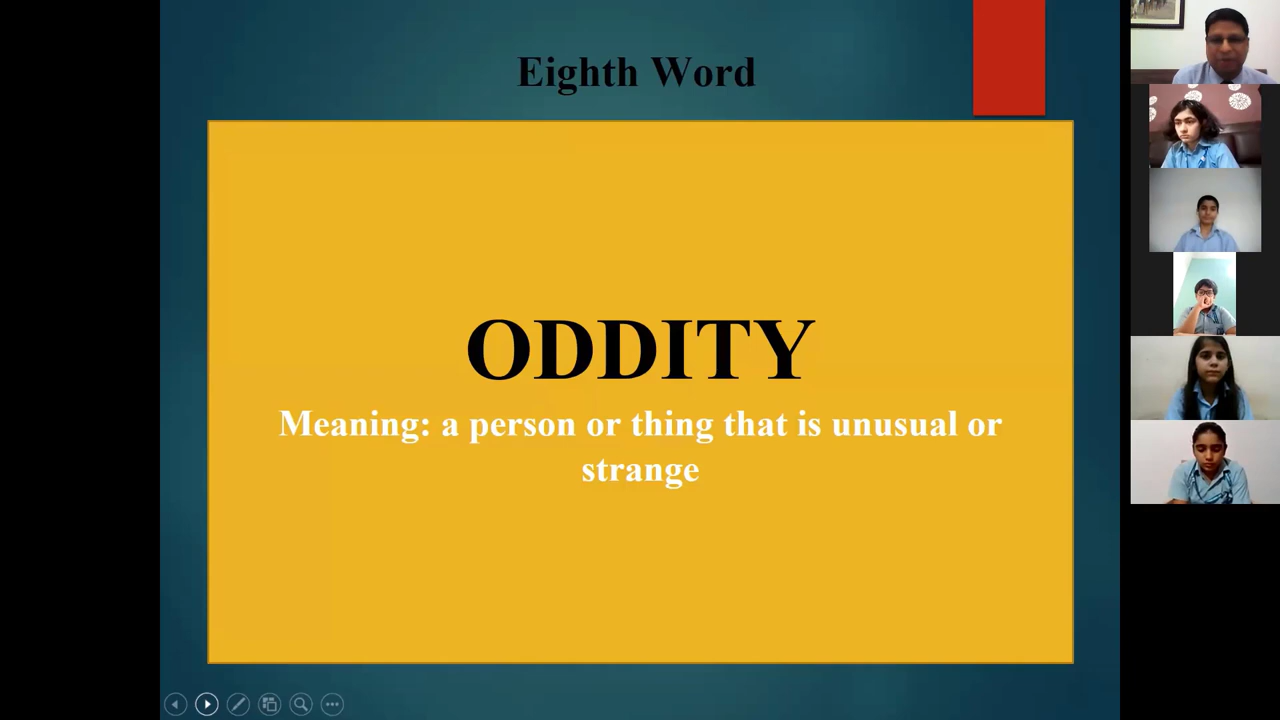 Eighth Word
ODDITY
Meaning: a person or thing that is unusual or
strange